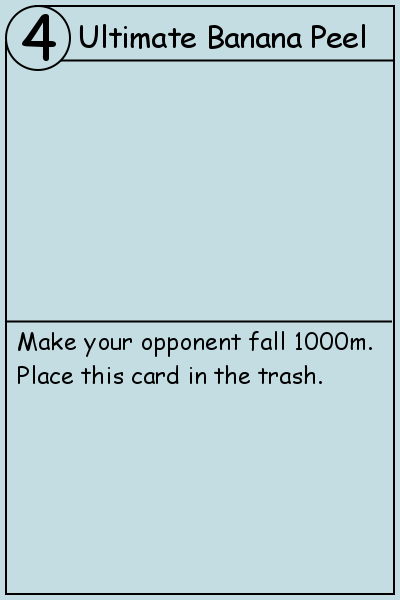 4 Ultimate Banana Peel
Make your opponent fall 1000m.
Place this card in the trash.